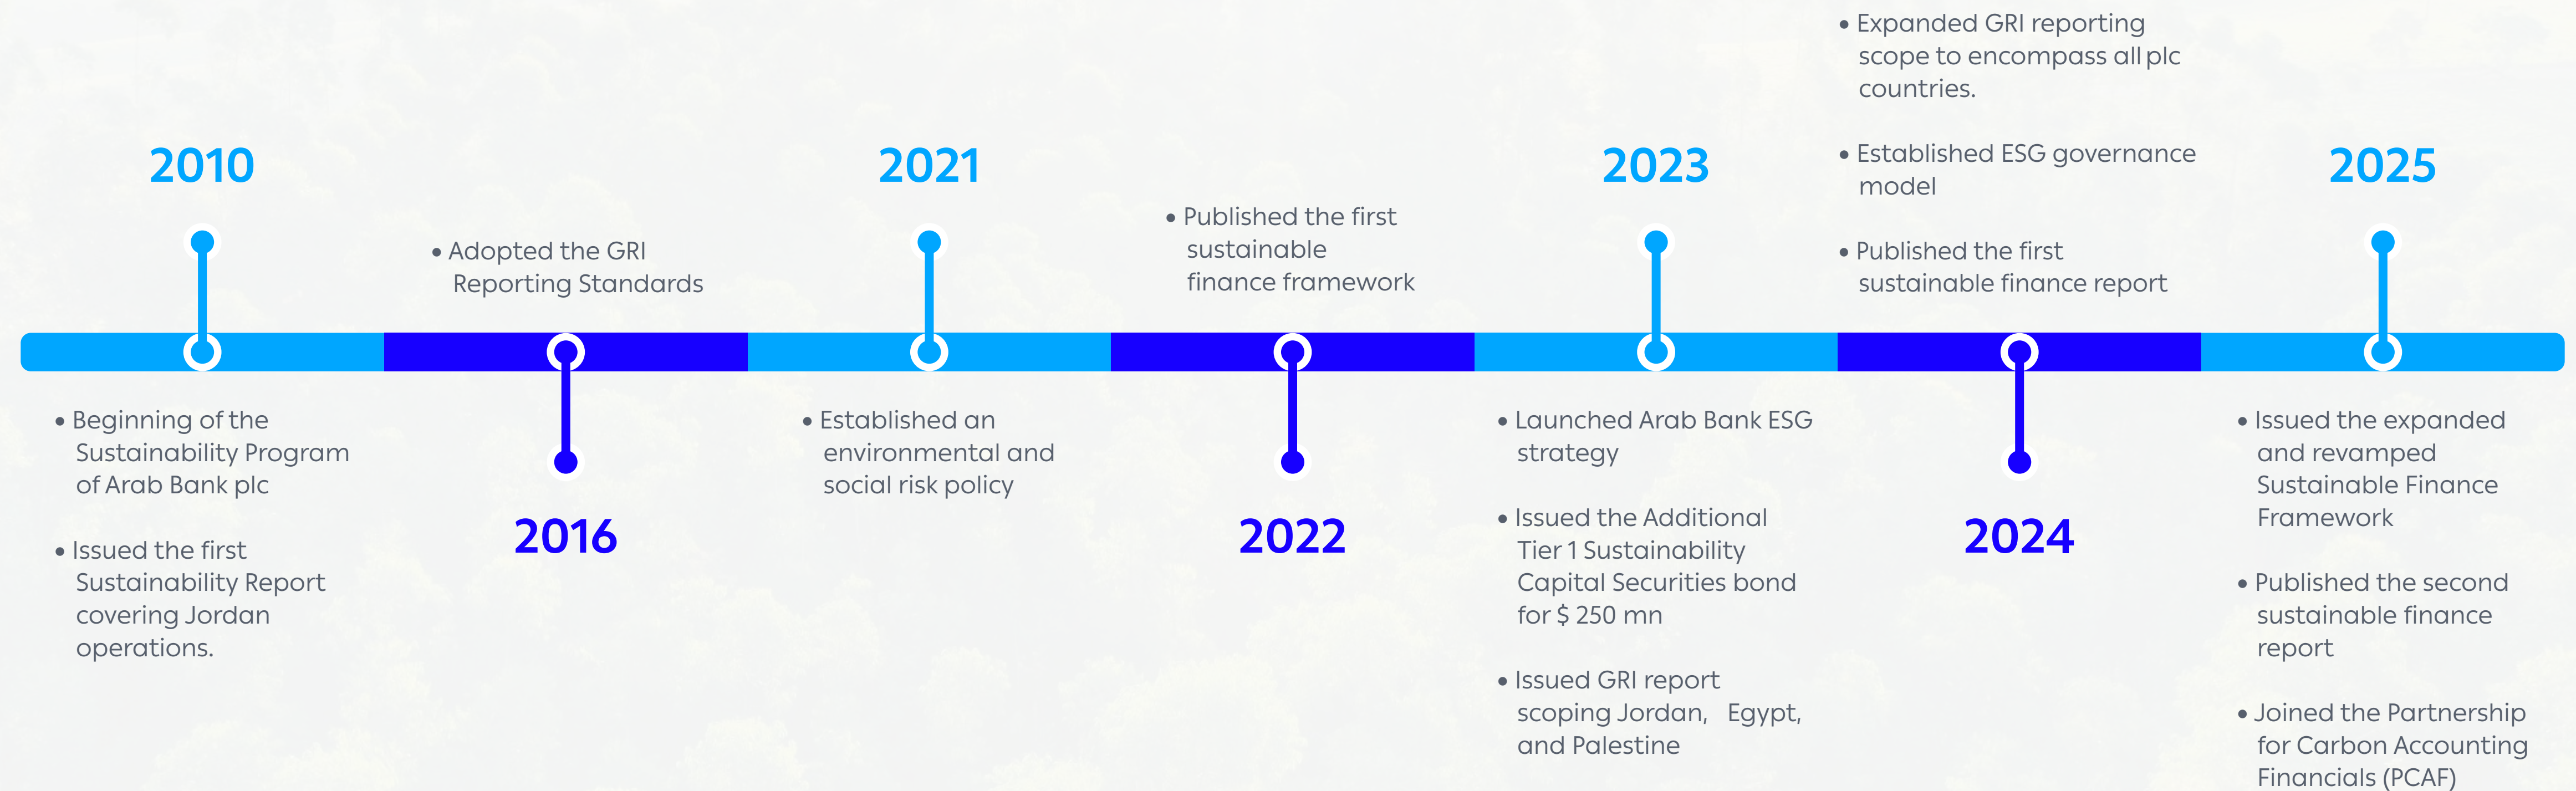 2010
• Beginning of the
Sustainability Program
of Arab Bank plc
• Issued the first
Sustainability Report
covering Jordan
operations.
• Adopted the GRI
Reporting Standards
2016
2021
• Established an
environmental and
social risk policy
• Published the first
sustainable
finance framework
2022
2023
• Launched Arab Bank ESG
strategy
• Issued the Additional
Tier 1 Sustainability
Capital Securities bond
for $ 250 mn
• Issued GRI report
scoping Jordan, Egypt,
and Palestine
• Expanded GRI reporting
scope to encompass all plc
countries.
• Established ESG governance
model
• Published the first
sustainable finance report
2024
2025
• Issued the expanded
and revamped
Sustainable Finance
Framework
• Published the second
sustainable finance
report
• Joined the Partnership
for Carbon Accounting
Financials (PCAF)